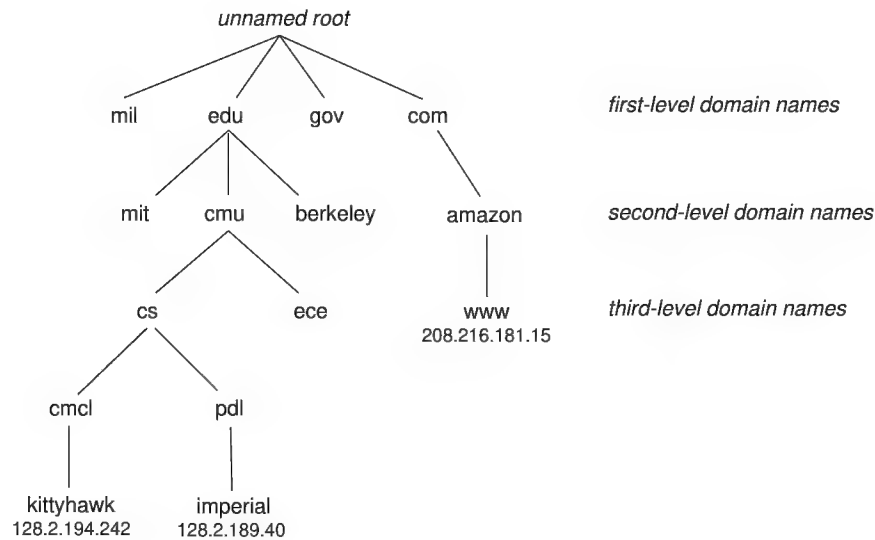 unnamed root
mil edu gov com first-level domain names
mit cmu berkeley amazon second-level domain names
cs ece www third-level domain names
208.216.181.15
cmcl pdl
kittyhawk imperial
128.2.194.242 128.2.189.40